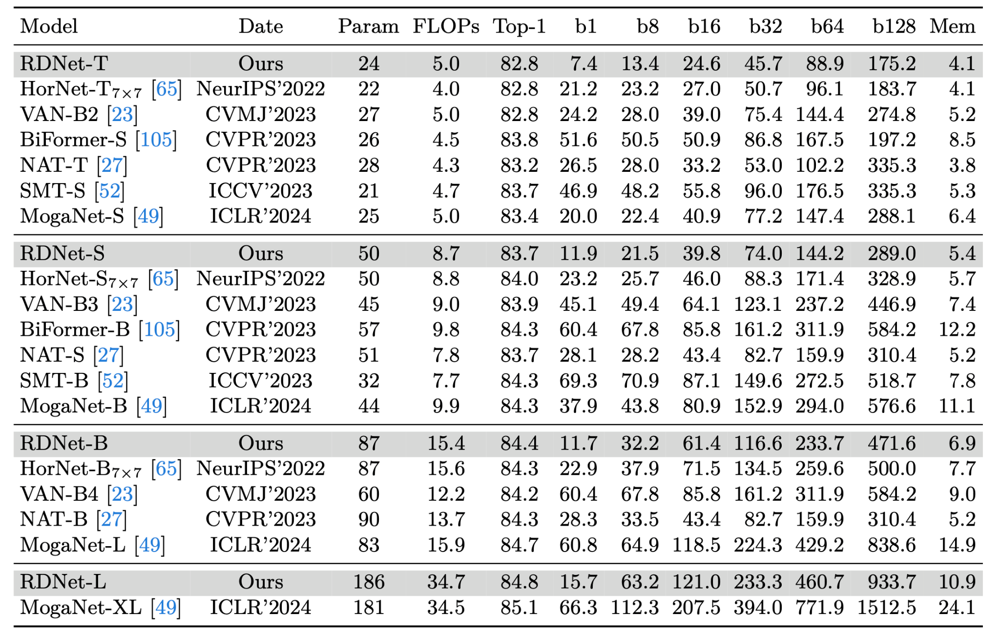 Model Date Param FLOPs Top-1 b1 b8 b16 b32 b64 b128 Mem
RDNet-T Ours 24 5.0 82.8 7.4 13.4 24.6 45.7 88.9 175.2 4.1
HorNet-T7×7 [65] NeurIPS’2022 22 4.0 82.8 21.2 23.2 27.0 50.7 96.1 183.7 4.1
VAN-B2 [23] CVMJ’2023 27 5.0 82.8 24.2 28.0 39.0 75.4 144.4 274.8 5.2
BiFormer-S [105] CVPR’2023 26 4.5 83.8 51.6 50.5 50.9 86.8 167.5 197.2 8.5
NAT-T [27] CVPR’2023 28 4.3 83.2 26.5 28.0 33.2 53.0 102.2 335.3 3.8
SMT-S [52] ICCV’2023 21 4.7 83.7 46.9 48.2 55.8 96.0 176.5 335.3 5.3
MogaNet-S [49] ICLR’2024 25 5.0 83.4 20.0 22.4 40.9 77.2 147.4 288.1 6.4
RDNet-S Ours 50 8.7 83.7 11.9 21.5 39.8 74.0 144.2 289.0 5.4
HorNet-S7×7 [65] NeurIPS’2022 50 8.8 84.0 23.2 25.7 46.0 88.3 171.4 328.9 5.7
VAN-B3 [23] CVMJ’2023 45 9.0 83.9 45.1 49.4 64.1 123.1 237.2 446.9 7.4
BiFormer-B [105] CVPR’2023 57 9.8 84.3 60.4 67.8 85.8 161.2 311.9 584.2 12.2
NAT-S [27] CVPR’2023 51 7.8 83.7 28.1 28.2 43.4 82.7 159.9 310.4 5.2
SMT-B [52] ICCV’2023 32 7.7 84.3 69.3 70.9 87.1 149.6 272.5 518.7 7.8
MogaNet-B [49] ICLR’2024 44 9.9 84.3 37.9 43.8 80.9 152.9 294.0 576.6 11.1
RDNet-B Ours 87 15.4 84.4 11.7 32.2 61.4 116.6 233.7 471.6 6.9
HorNet-B7×7 [65] NeurIPS’2022 87 15.6 84.3 22.9 37.9 71.5 134.5 259.6 500.0 7.7
VAN-B4 [23] CVMJ’2023 60 12.2 84.2 60.4 67.8 85.8 161.2 311.9 584.2 9.0
NAT-B [27] CVPR’2023 90 13.7 84.3 28.3 33.5 43.4 82.7 159.9 310.4 5.2
MogaNet-L [49] ICLR’2024 83 15.9 84.7 60.8 64.9 118.5 224.3 429.2 838.6 14.9
RDNet-L Ours 186 34.7 84.8 15.7 63.2 121.0 233.3 460.7 933.7 10.9
MogaNet-XL [49] ICLR’2024 181 34.5 85.1 66.3 112.3 207.5 394.0 771.9 1512.5 24.1